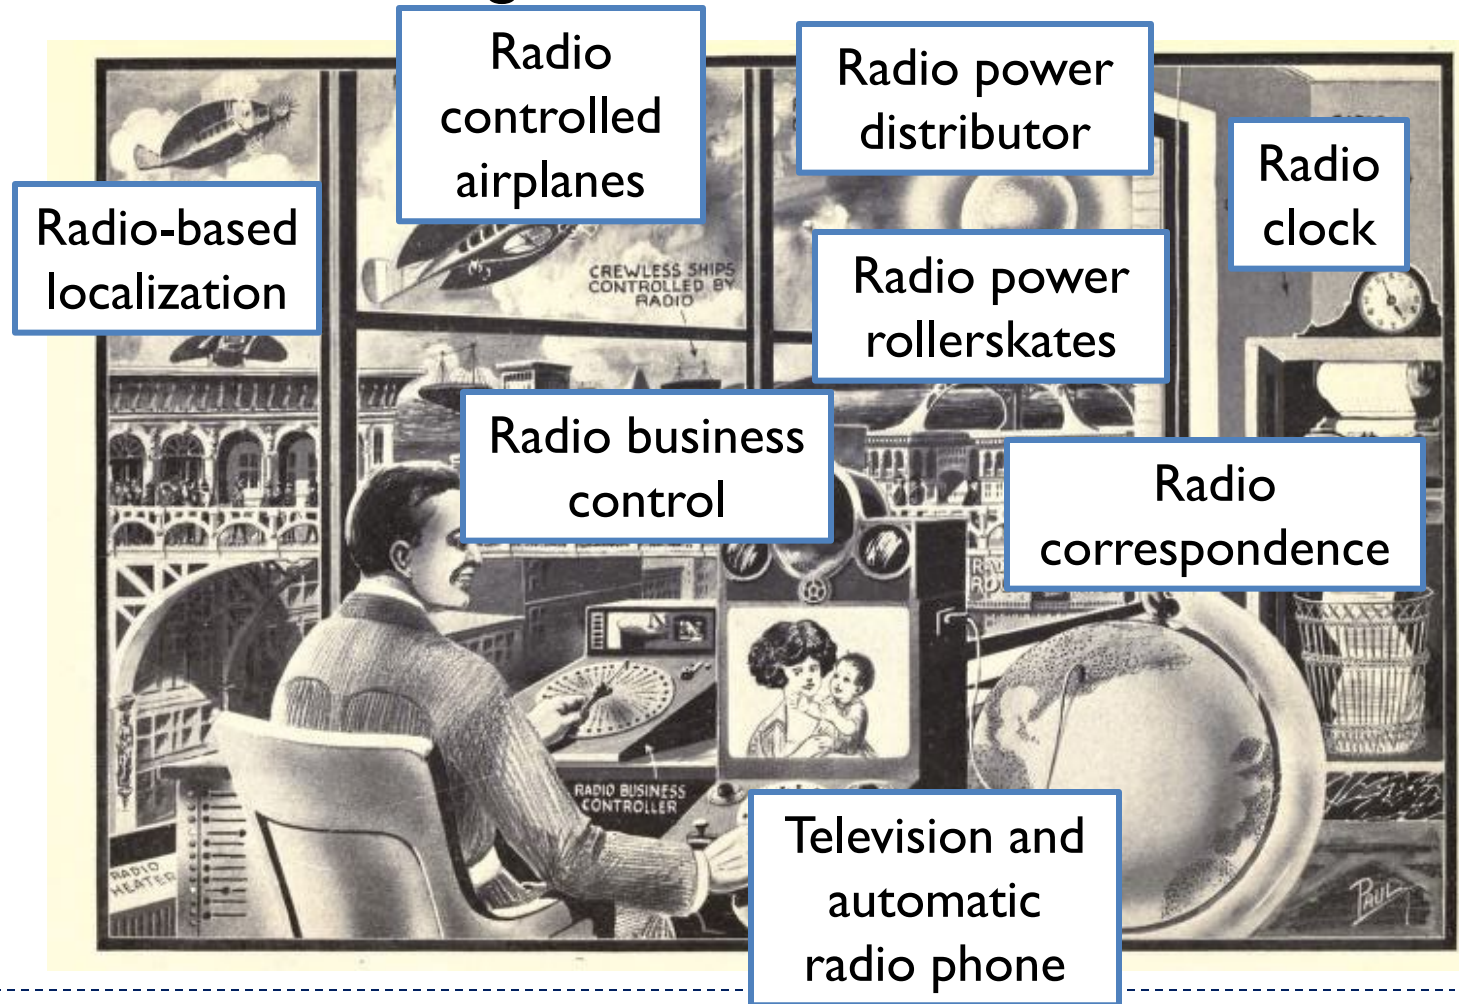 Radio
controlled
airplanes
Radio power
distributor
Radio
clock
Radio-based
localization
CREWLESS SHIPS
CONTROLLED BY
RADIO
Radio power
rollerskates
Radio business
control
Radio
correspondence
RADIO BUSINESS
CONTROLLER
RADIO
HEATER
Television and
automatic
radio phone
PAUL